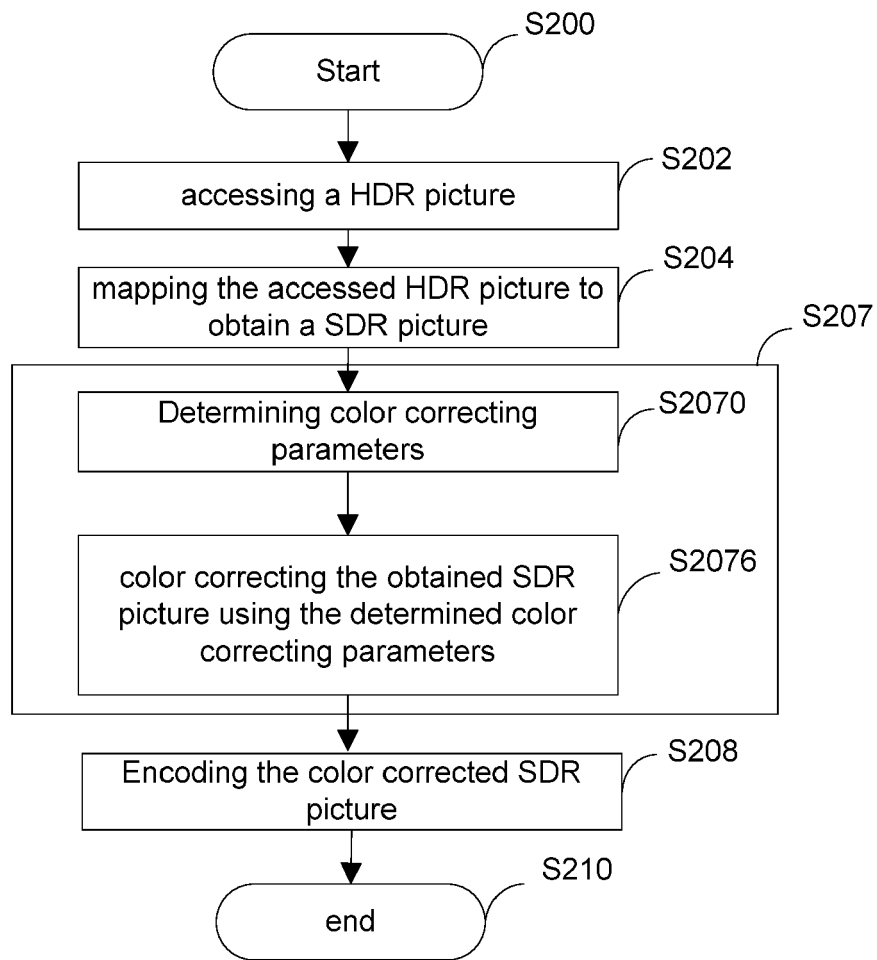 S200
Start
S202
accessing a HDR picture
S204
mapping the accessed HDR picture to
obtain a SDR picture
S207
Determining color correcting
parameters
S2070
color correcting the obtained SDR
picture using the determined color
correcting parameters
S2076
Encoding the color corrected SDR
picture
S208
S210
end